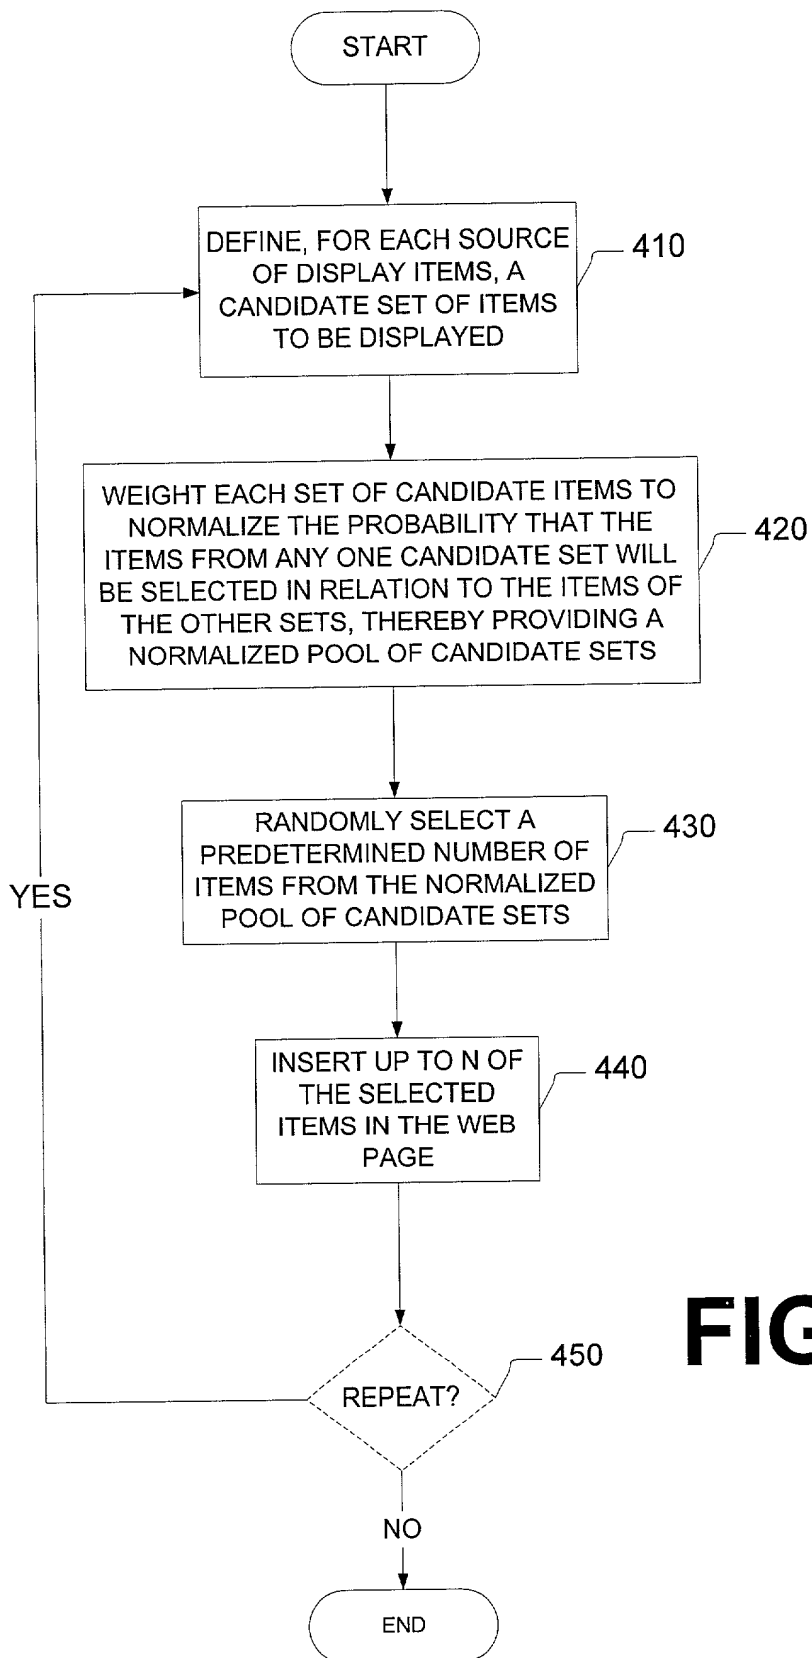 START
DEFINE, FOR EACH SOURCE
OF DISPLAY ITEMS, A
CANDIDATE SET OF ITEMS
TO BE DISPLAYED
410
WEIGHT EACH SET OF CANDIDATE ITEMS TO
NORMALIZE THE PROBABILITY THAT THE
ITEMS FROM ANY ONE CANDIDATE SET WILL
BE SELECTED IN RELATION TO THE ITEMS OF
THE OTHER SETS, THEREBY PROVIDING A
NORMALIZED POOL OF CANDIDATE SETS
420
RANDOMLY SELECT A
PREDETERMINED NUMBER OF
ITEMS FROM THE NORMALIZED
POOL OF CANDIDATE SETS
430
YES
INSERT UP TO N OF
THE SELECTED
ITEMS IN THE WEB
PAGE
440
FIG
REPEAT?
450
NO
END